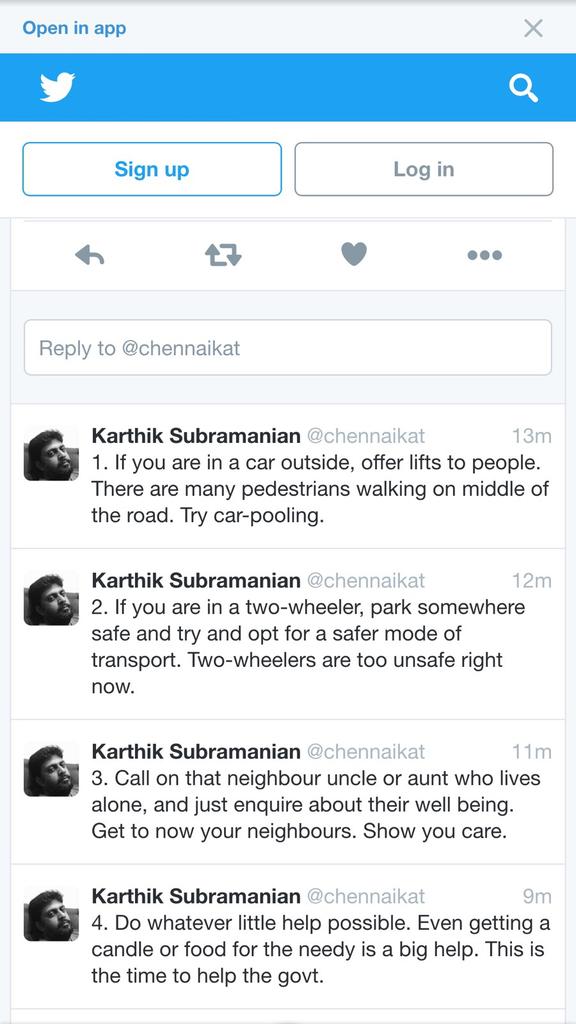 Open in app
Sign up
Log in
Reply to @chennaikat
Karthik Subramanian @chennaikat 13m
1. If you are in a car outside, offer lifts to people.
There are many pedestrians walking on middle of
the road. Try car-pooling.
Karthik Subramanian @chennaikat 12m
2. If you are in a two-wheeler, park somewhere
safe and try and opt for a safer mode of
transport. Two-wheelers are too unsafe right
now.
Karthik Subramanian @chennaikat 11m
3. Call on that neighbour uncle or aunt who lives
alone, and just enquire about their well being.
Get to now your neighbours. Show you care.
Karthik Subramanian @chennaikat 9m
4. Do whatever little help possible. Even getting a
candle or food for the needy is a big help. This is
the time to help the govt.